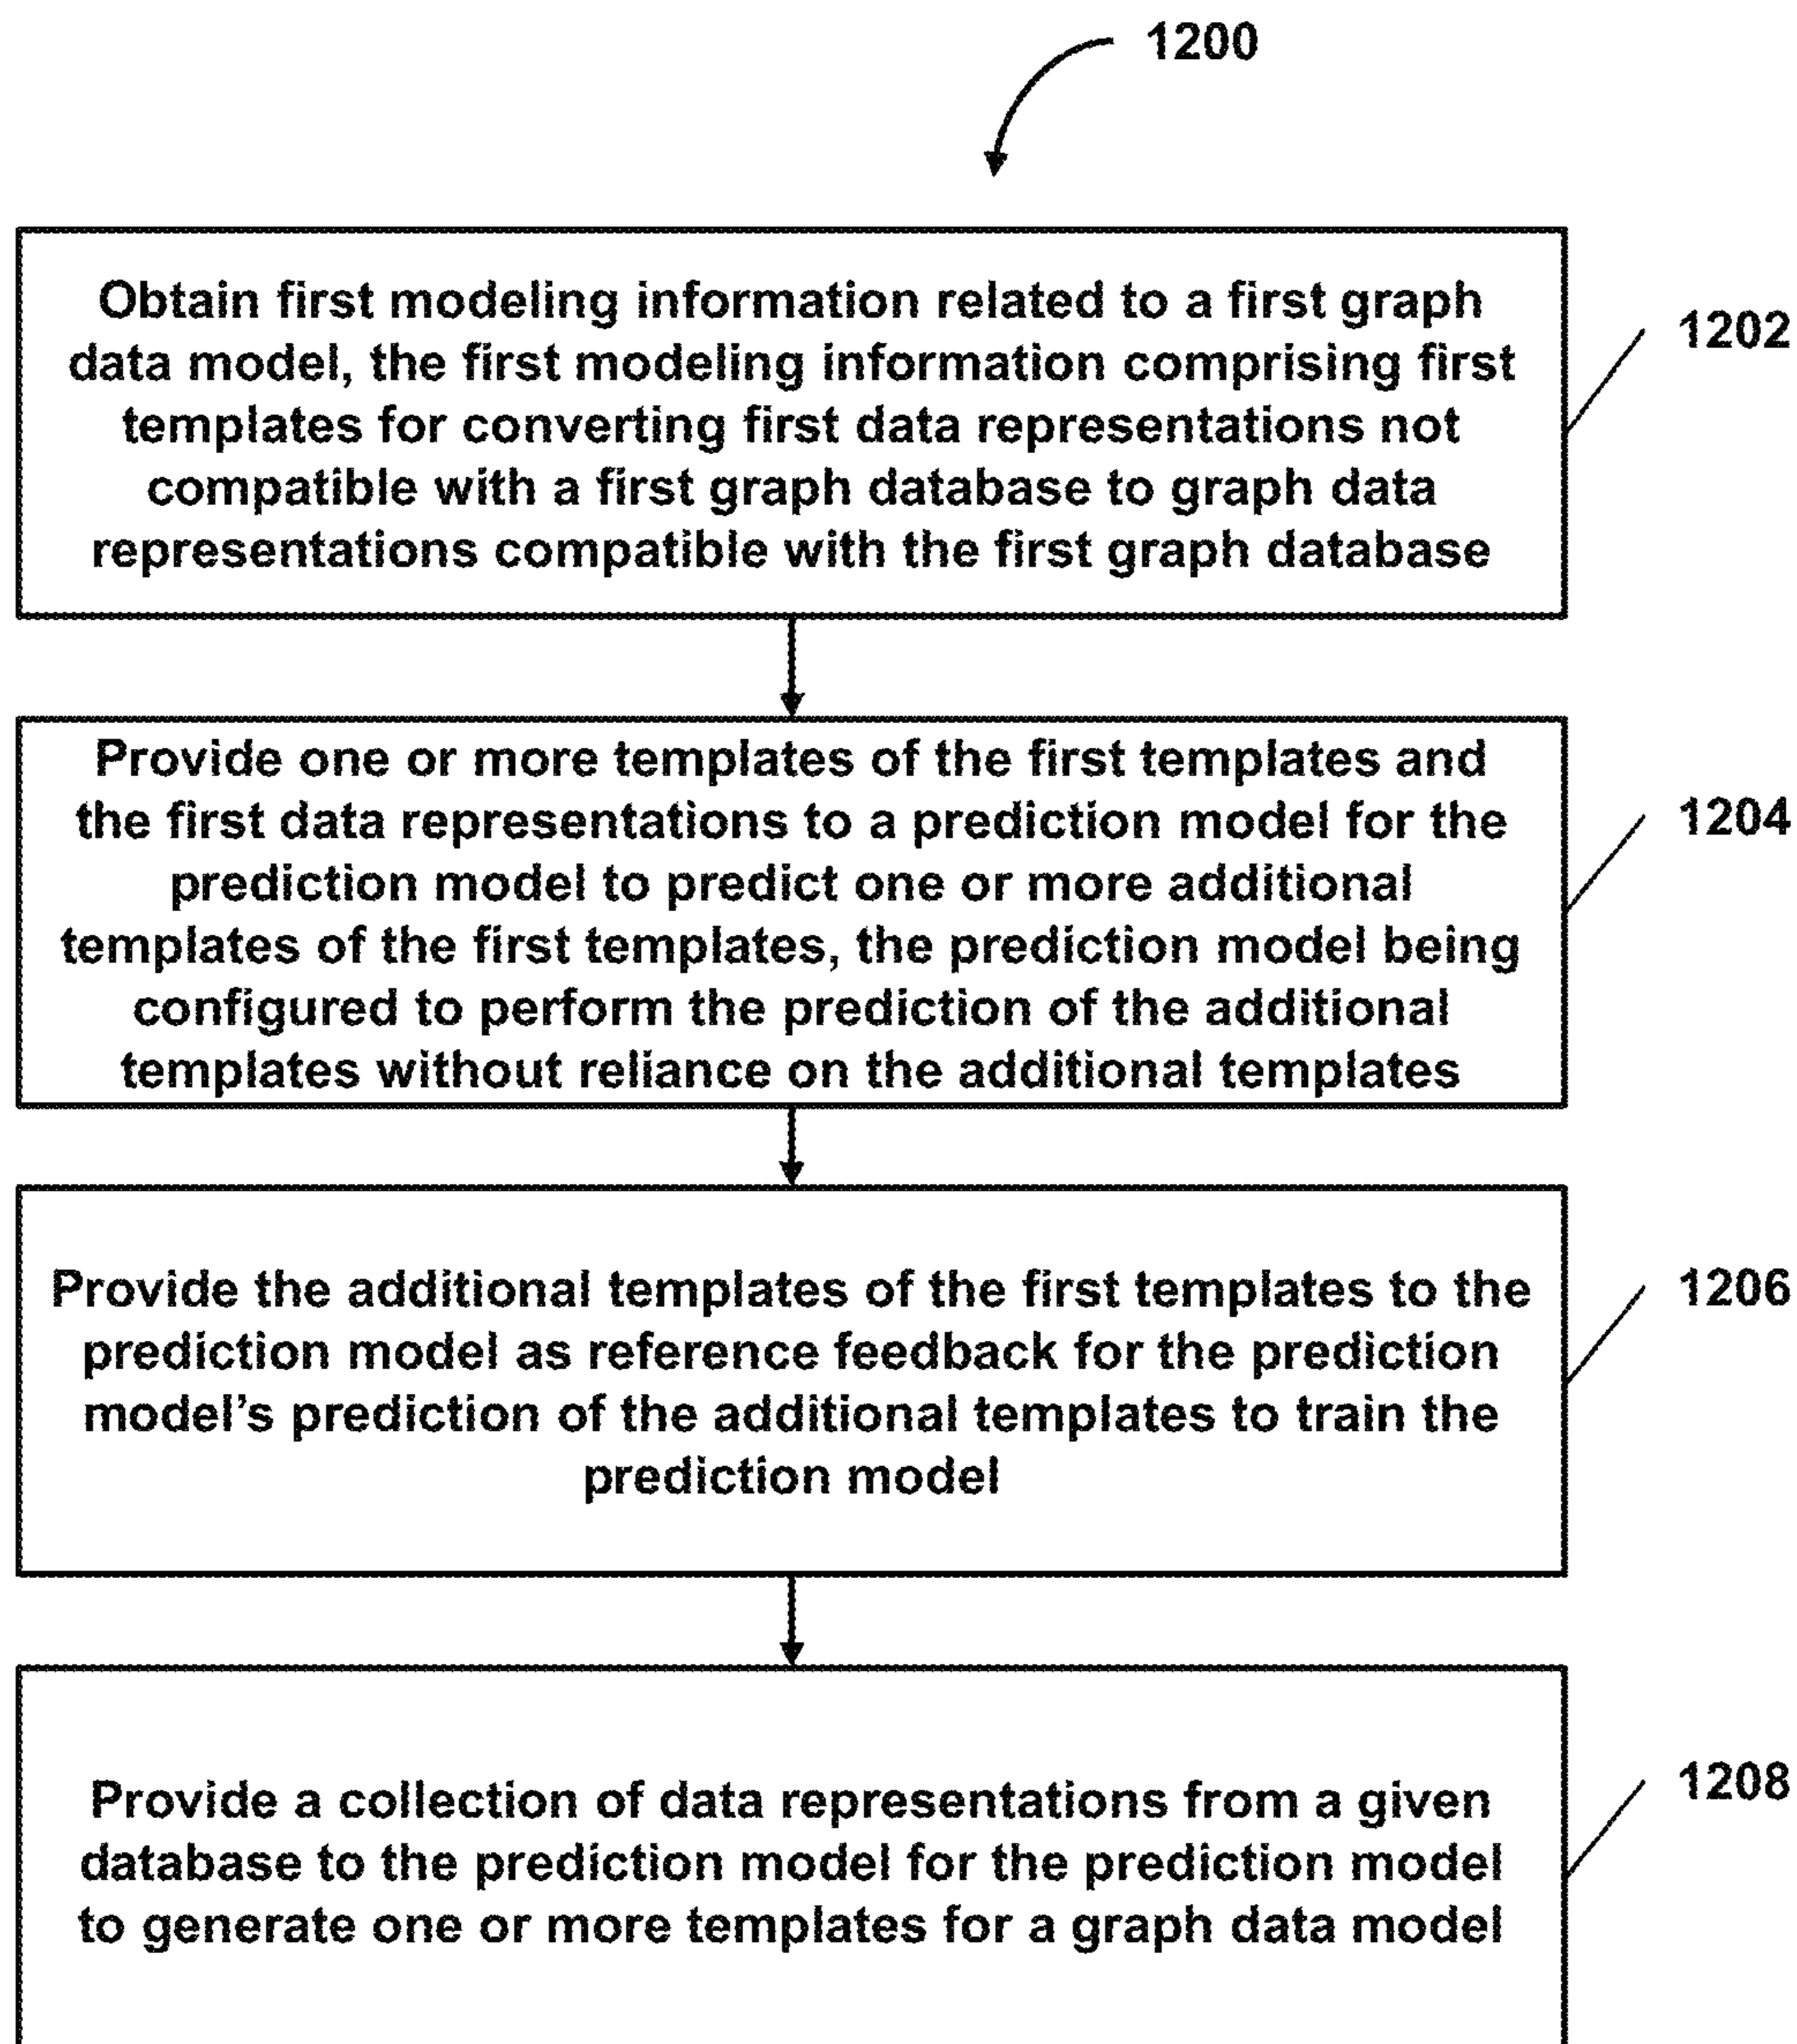 1200
Obtain first modeling information related to a first graph
data model, the first modeling information comprising first
templates for converting first data representations not
compatible with a first graph database to graph data
representations compatible with the first graph database
1202
Provide one or more templates of the first templates and
the first data representations to a prediction model for the
prediction model to predict one or more additional
templates of the first templates, the prediction model being
configured to perform the prediction of the additional
templates without reliance on the additional templates
1204
Provide the additional templates of the first templates to the
prediction model as reference feedback for the prediction
model’s prediction of the additional templates to train the
prediction model
1206
Provide a collection of data representations from a given
database to the prediction model for the prediction model
to generate one or more templates for a graph data model
1208